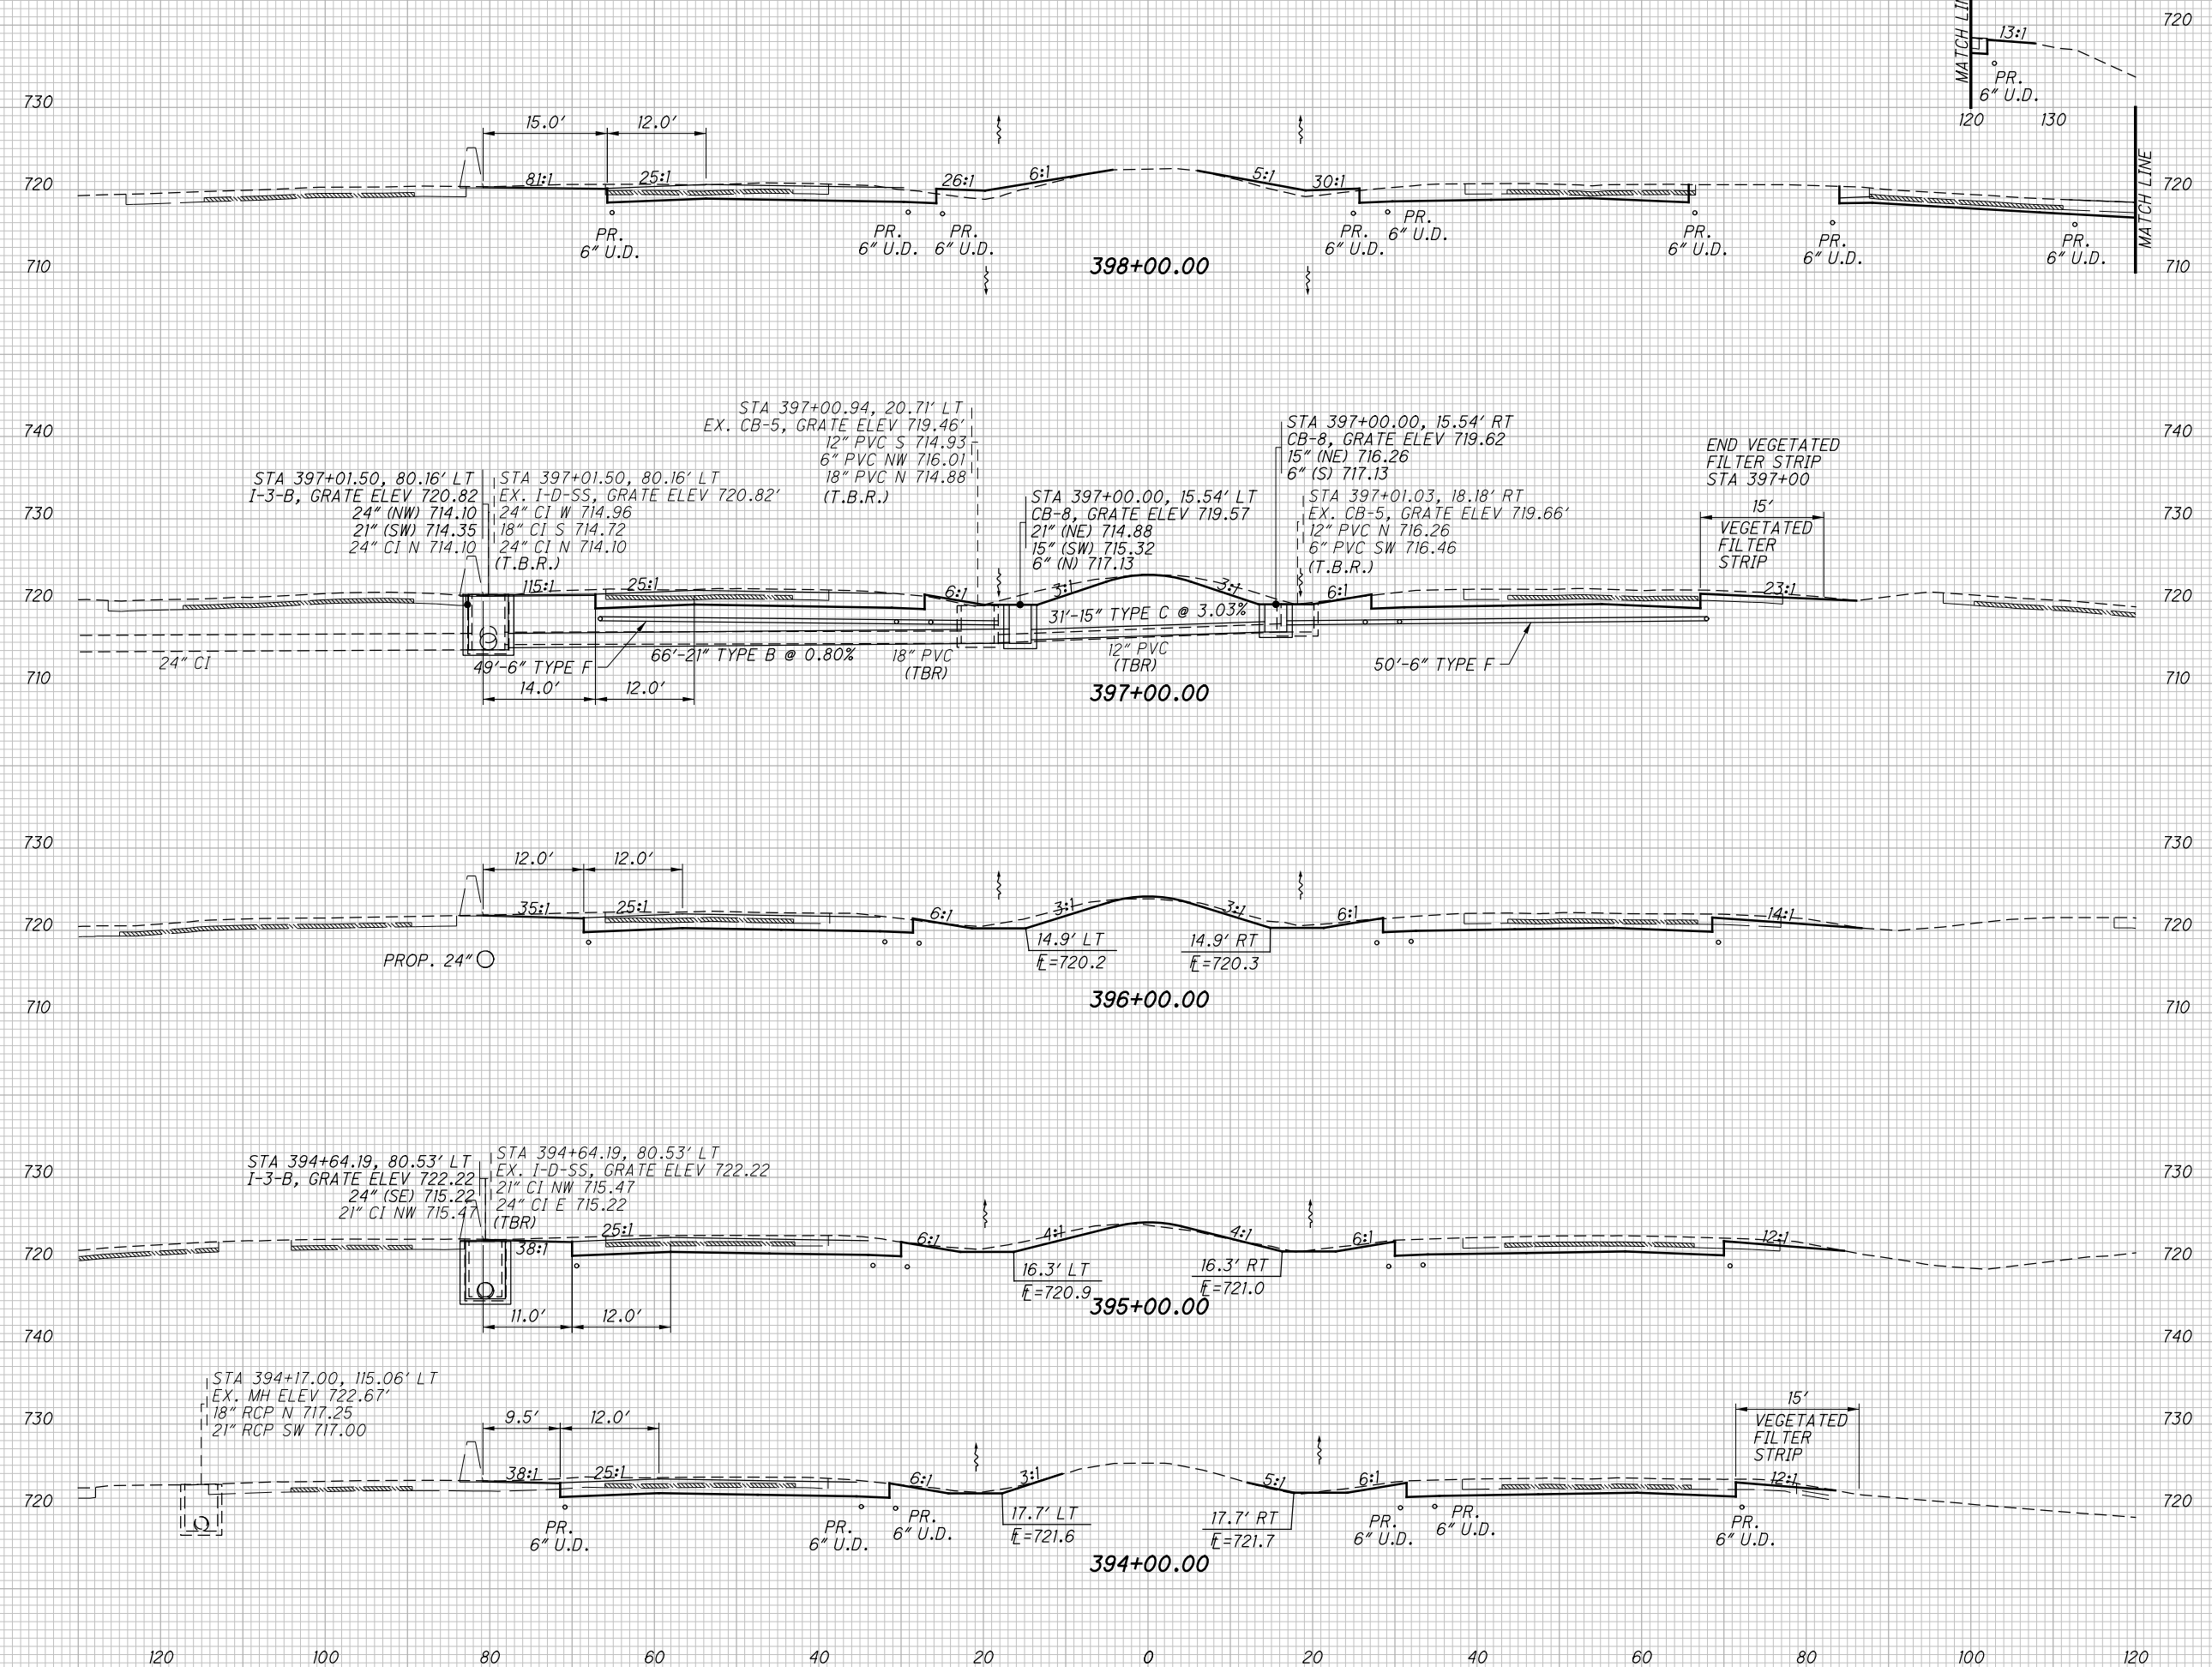 720
MATCH LINE
13:1
PR.
6" U.D.
120 130
MATCH LINE
730
720
710
15.0'
12.0'
81:1
25:1
26:1
6:1
5:1
30:1
PR.
6" U.D.
PR.
6" U.D.
PR.
6" U.D.
PR.
6" U.D.
PR.
6" U.D.
PR.
6" U.D.
PR.
6" U.D.
PR.
6" U.D.
398+00.00
720
710
740
730
720
710
STA 397+01.50, 80.16' LT
I-3-B, GRATE ELEV 720.82
24" (NW) 714.10
21" (SW) 714.35
24" CI N 714.10
STA 397+01.50, 80.16' LT
EX. I-D-SS, GRATE ELEV 720.82'
24" CI W 714.96
18" CI S 714.72
24" CI N 714.10
(T.B.R.)
STA 397+00.94, 20.71' LT
EX. CB-5, GRATE ELEV 719.46'
12" PVC S 714.93
6" PVC NW 716.01
18" PVC N 714.88
(T.B.R.)
STA 397+00.00, 15.54' LT
CB-8, GRATE ELEV 719.57
21" (NE) 714.88
15" (SW) 715.32
6" (N) 717.13
STA 397+00.00, 15.54' RT
CB-8, GRATE ELEV 719.62
15" (NE) 716.26
6" (S) 717.13
STA 397+01.03, 18.18' RT
EX. CB-5, GRATE ELEV 719.66'
12" PVC N 716.26
6" PVC SW 716.46
(T.B.R.)
END VEGETATED
FILTER STRIP
STA 397+00
15'
VEGETATED
FILTER
STRIP
115:1
25:1
6:1
3:1
3:1
6:1
23:1
31'-15" TYPE C @ 3.03%
24" CI
49'-6" TYPE F
66'-21" TYPE B @ 0.80%
18" PVC
(TBR)
12" PVC
(TBR)
50'-6" TYPE F
14.0'
12.0'
397+00.00
740
730
720
710
730
720
710
12.0'
12.0'
35:1
25:1
6:1
3:1
3:1
6:1
14:1
PROP. 24"
14.9' LT
FL=720.2
14.9' RT
FL=720.3
396+00.00
730
720
710
730
720
STA 394+64.19, 80.53' LT
I-3-B, GRATE ELEV 722.22
24" (SE) 715.22
21" CI NW 715.47
STA 394+64.19, 80.53' LT
EX. I-D-SS, GRATE ELEV 722.22
21" CI NW 715.47
24" CI E 715.22
(TBR)
25:1
38:1
6:1
4:1
4:1
6:1
12:1
16.3' LT
FL=720.9
16.3' RT
FL=721.0
11.0'
12.0'
395+00.00
730
720
740
730
720
STA 394+17.00, 115.06' LT
EX. MH ELEV 722.67'
18" RCP N 717.25
21" RCP SW 717.00
9.5'
12.0'
38:1
25:1
6:1
3:1
5:1
6:1
12:1
15'
VEGETATED
FILTER
STRIP
PR.
6" U.D.
PR.
6" U.D.
PR.
6" U.D.
17.7' LT
FL=721.6
17.7' RT
FL=721.7
PR.
6" U.D.
PR.
6" U.D.
PR.
6" U.D.
394+00.00
740
730
720
120 100 80 60 40 20 0 20 40 60 80 100 120